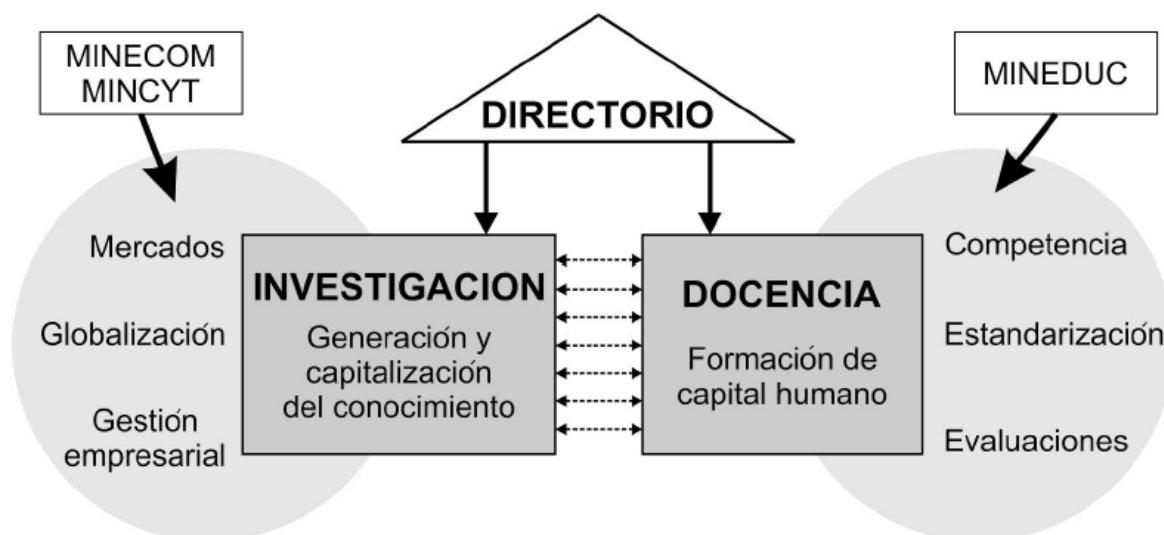 MINECOM
MINCYT
DIRECTORIO
MINEDUC
Mercados
Globalización
Gestión
empresarial
INVESTIGACION
Generación y
capitalización
del conocimiento
DOCENCIA
Formación de
capital humano
Competencia
Estandarización
Evaluaciones